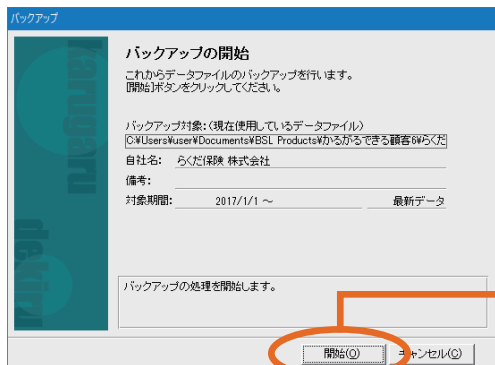 バックアップ
karugaru
dekiru
バックアップの開始
これからデータファイルのバックアップを行います。
[開始]ボタンをクリックしてください。
バックアップ対象:(現在使用しているデータファイル)
C:¥Users¥user¥Documents¥BSL Products¥かるがるできる顧客6¥らくだ
自社名: らくだ保険 株式会社
備考:
対象期間: 2017/1/1 ~ 最新データ
バックアップの処理を開始します。
開始(O) キャンセル(C)